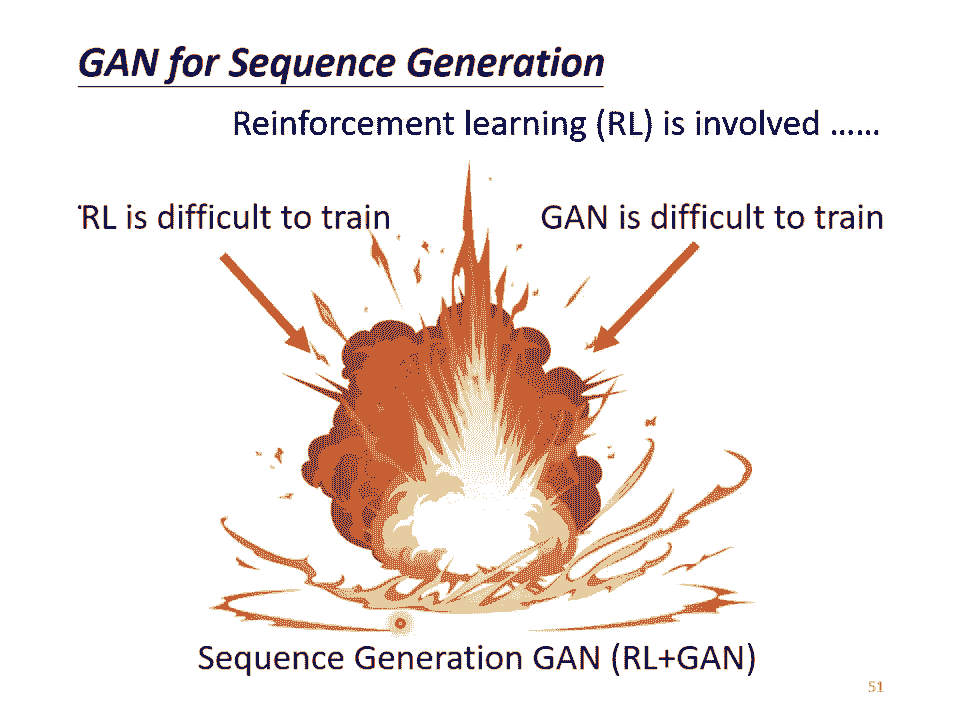 GAN for Sequence Generation
Reinforcement learning (RL) is involved ……
RL is difficult to train
GAN is difficult to train
Sequence Generation GAN (RL+GAN)
51